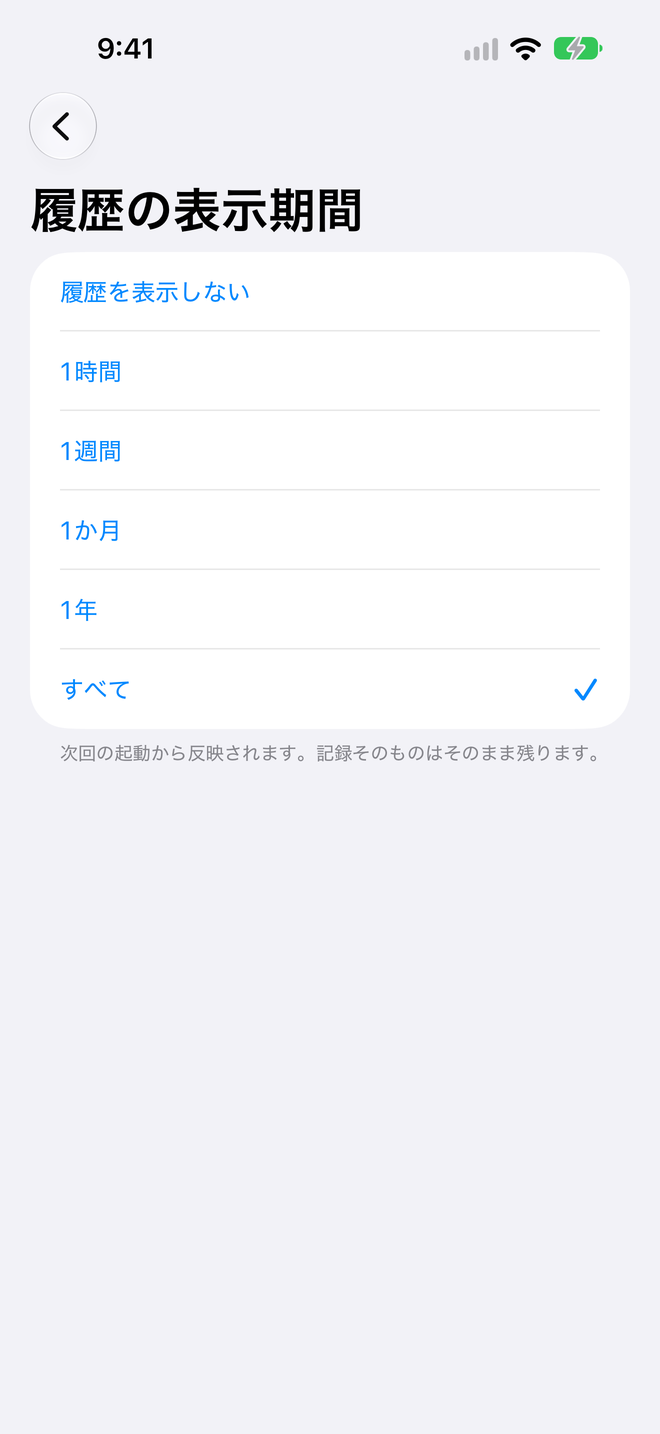 9:41
履歴の表示期間
履歴を表示しない
1時間
1週間
1か月
1年
すべて
次回の起動から反映されます。記録そのものはそのまま残ります。